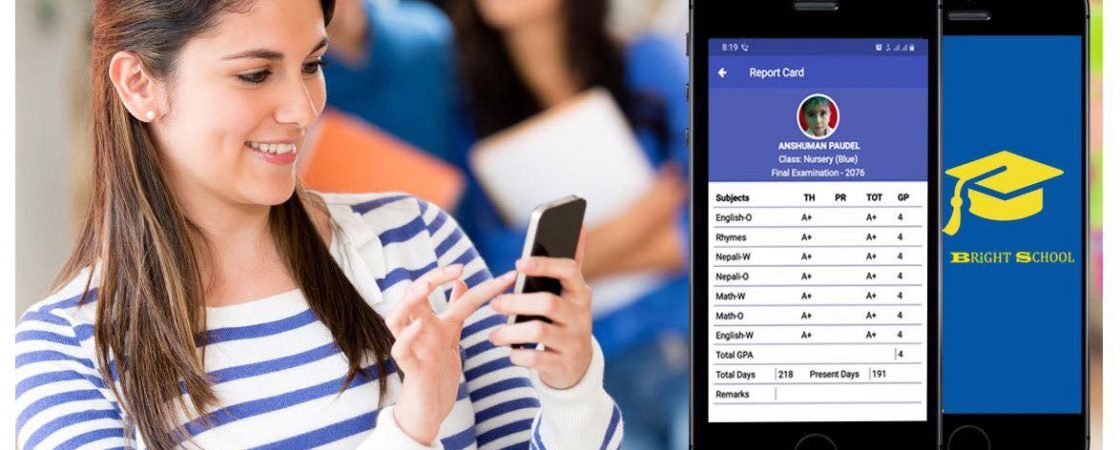 8:19
Report Card
ANSHUMAN PAUDEL
Class: Nursery (Blue)
Final Examination - 2076
Subjects TH PR TOT GP
English-O A+ A+ 4
Rhymes A+ A+ 4
Nepali-W A+ A+ 4
Nepali-O A+ A+ 4
Math-W A+ A+ 4
Math-O A+ A+ 4
English-W A+ A+ 4
Total GPA 4
Total Days 218 Present Days 191
Remarks
BRiGHT SCHOOL